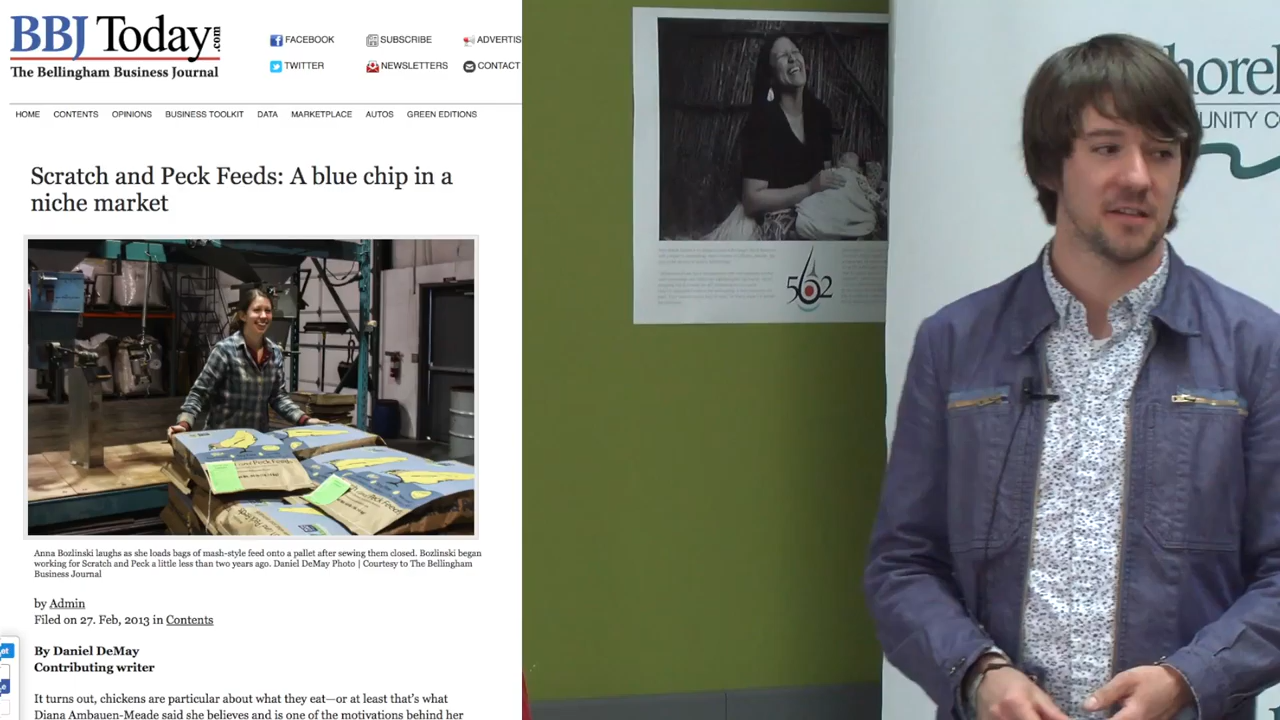 BBJ Today.com
The Bellingham Business Journal
FACEBOOK
SUBSCRIBE
ADVERTIS
TWITTER
NEWSLETTERS
CONTACT
HOME
CONTENTS
OPINIONS
BUSINESS TOOLKIT
DATA
MARKETPLACE
AUTOS
GREEN EDITIONS
Scratch and Peck Feeds: A blue chip in a
niche market
Anna Bozlinski laughs as she loads bags of mash-style feed onto a pallet after sewing them closed. Bozlinski began
working for Scratch and Peck a little less than two years ago. Daniel DeMay Photo | Courtesy to The Bellingham
Business Journal
by Admin
Filed on 27. Feb, 2013 in Contents
By Daniel DeMay
Contributing writer
It turns out, chickens are particular about what they eat—or at least that's what
Diana Ambauen-Meade said she believes and is one of the motivations behind her
562
horel
UNITY CO